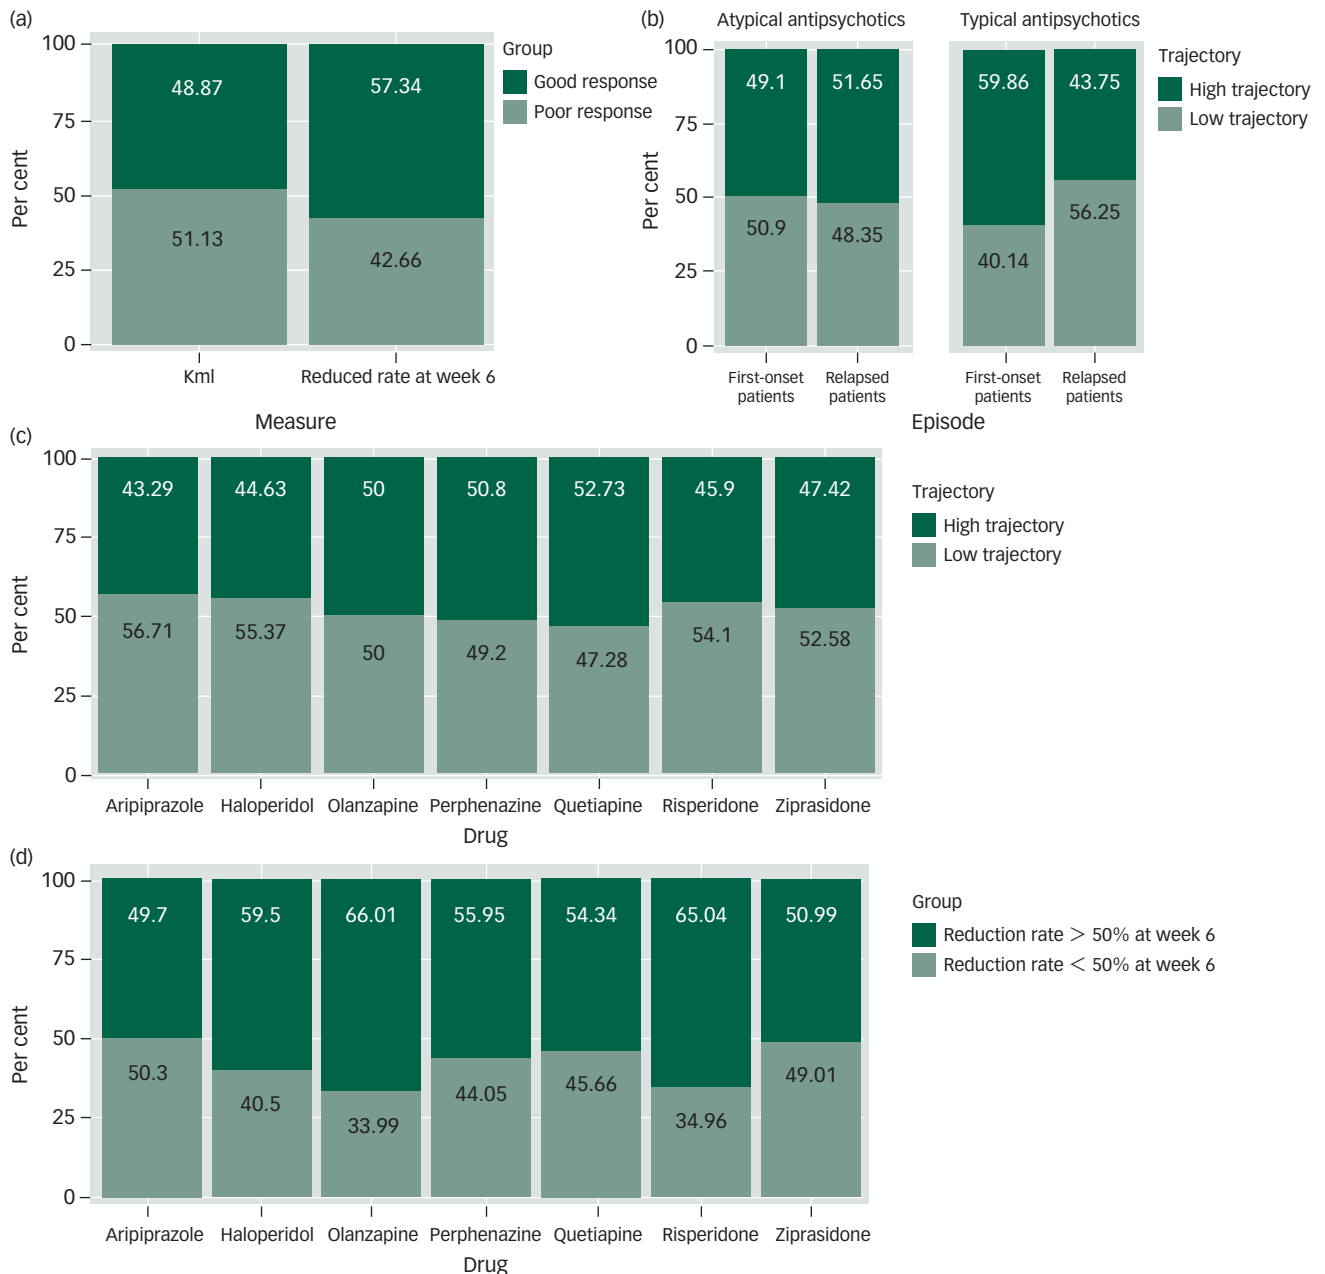 (a)
Per cent
100
75
50
25
0
48.87
57.34
51.13
42.66
Kml
Reduced rate at week 6
Measure
Group
Good response
Poor response
(b)
Atypical antipsychotics
Typical antipsychotics
Per cent
100
75
50
25
0
49.1
51.65
59.86
43.75
50.9
48.35
40.14
56.25
First-onset
patients
Relapsed
patients
First-onset
patients
Relapsed
patients
Episode
Trajectory
High trajectory
Low trajectory
(c)
Per cent
100
75
50
25
0
43.29
44.63
50
50.8
52.73
45.9
47.42
56.71
55.37
50
49.2
47.28
54.1
52.58
Aripiprazole
Haloperidol
Olanzapine
Perphenazine
Quetiapine
Risperidone
Ziprasidone
Drug
Trajectory
High trajectory
Low trajectory
(d)
Per cent
100
75
50
25
0
49.7
59.5
66.01
55.95
54.34
65.04
50.99
50.3
40.5
33.99
44.05
45.66
34.96
49.01
Aripiprazole
Haloperidol
Olanzapine
Perphenazine
Quetiapine
Risperidone
Ziprasidone
Drug
Group
Reduction rate > 50% at week 6
Reduction rate < 50% at week 6